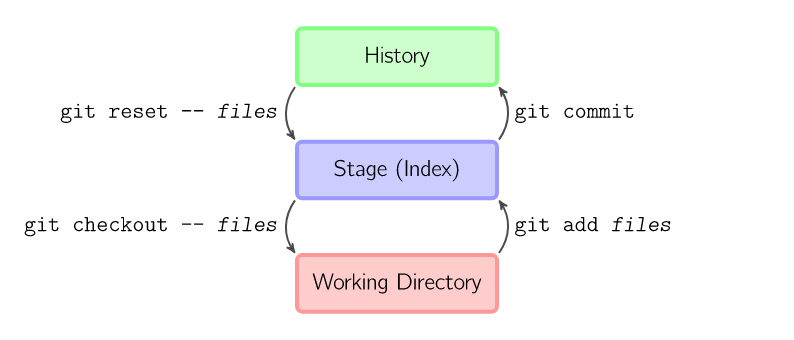 History
git reset -- files
git commit
Stage (Index)
git checkout -- files
git add files
Working Directory